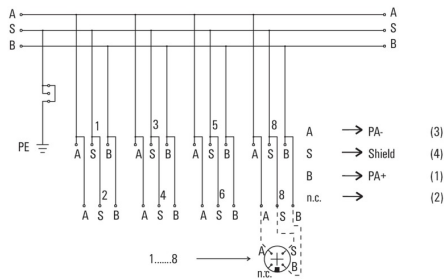 A A
S S
B B
1 3 5 8
PE
A S B A S B A S B A S B
2 4 6 8
A S B A S B A S B A S B
A → PA- (3)
S → Shield (4)
B → PA+ (1)
n.c. → (2)
1.......8
A S
n.c. B